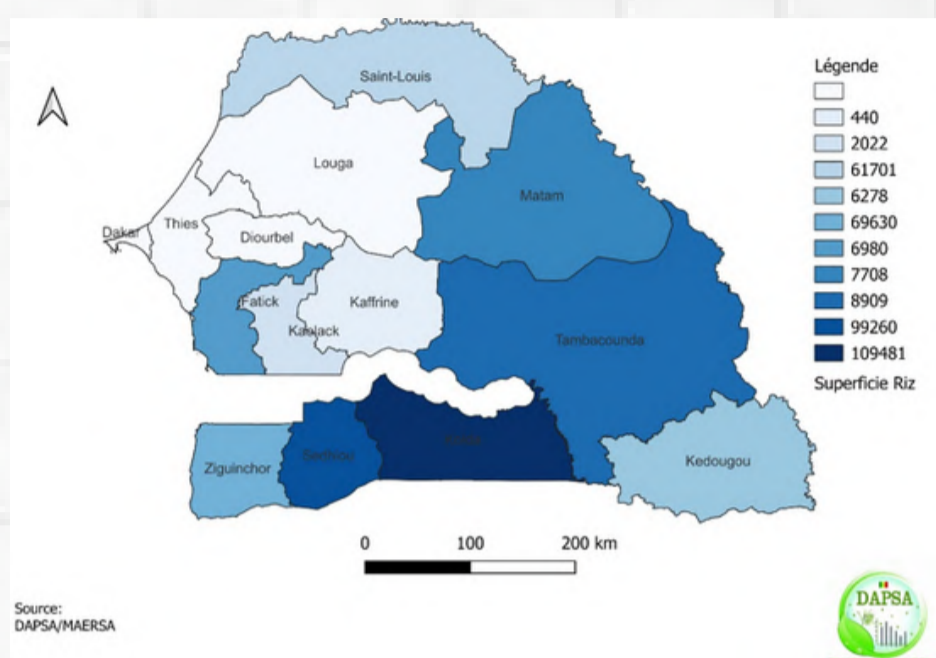 Saint-Louis
Louga
Matam
Thies
Dakar
Diourbel
Fatick
Kaffrine
Kaolack
Tambacounda
Ziguinchor
Sedhiou
Kolda
Kedougou
Légende
440
2022
61701
6278
69630
6980
7708
8909
99260
109481
Superficie Riz
0 100 200 km
Source:
DAPSA/MAERSA
DAPSA